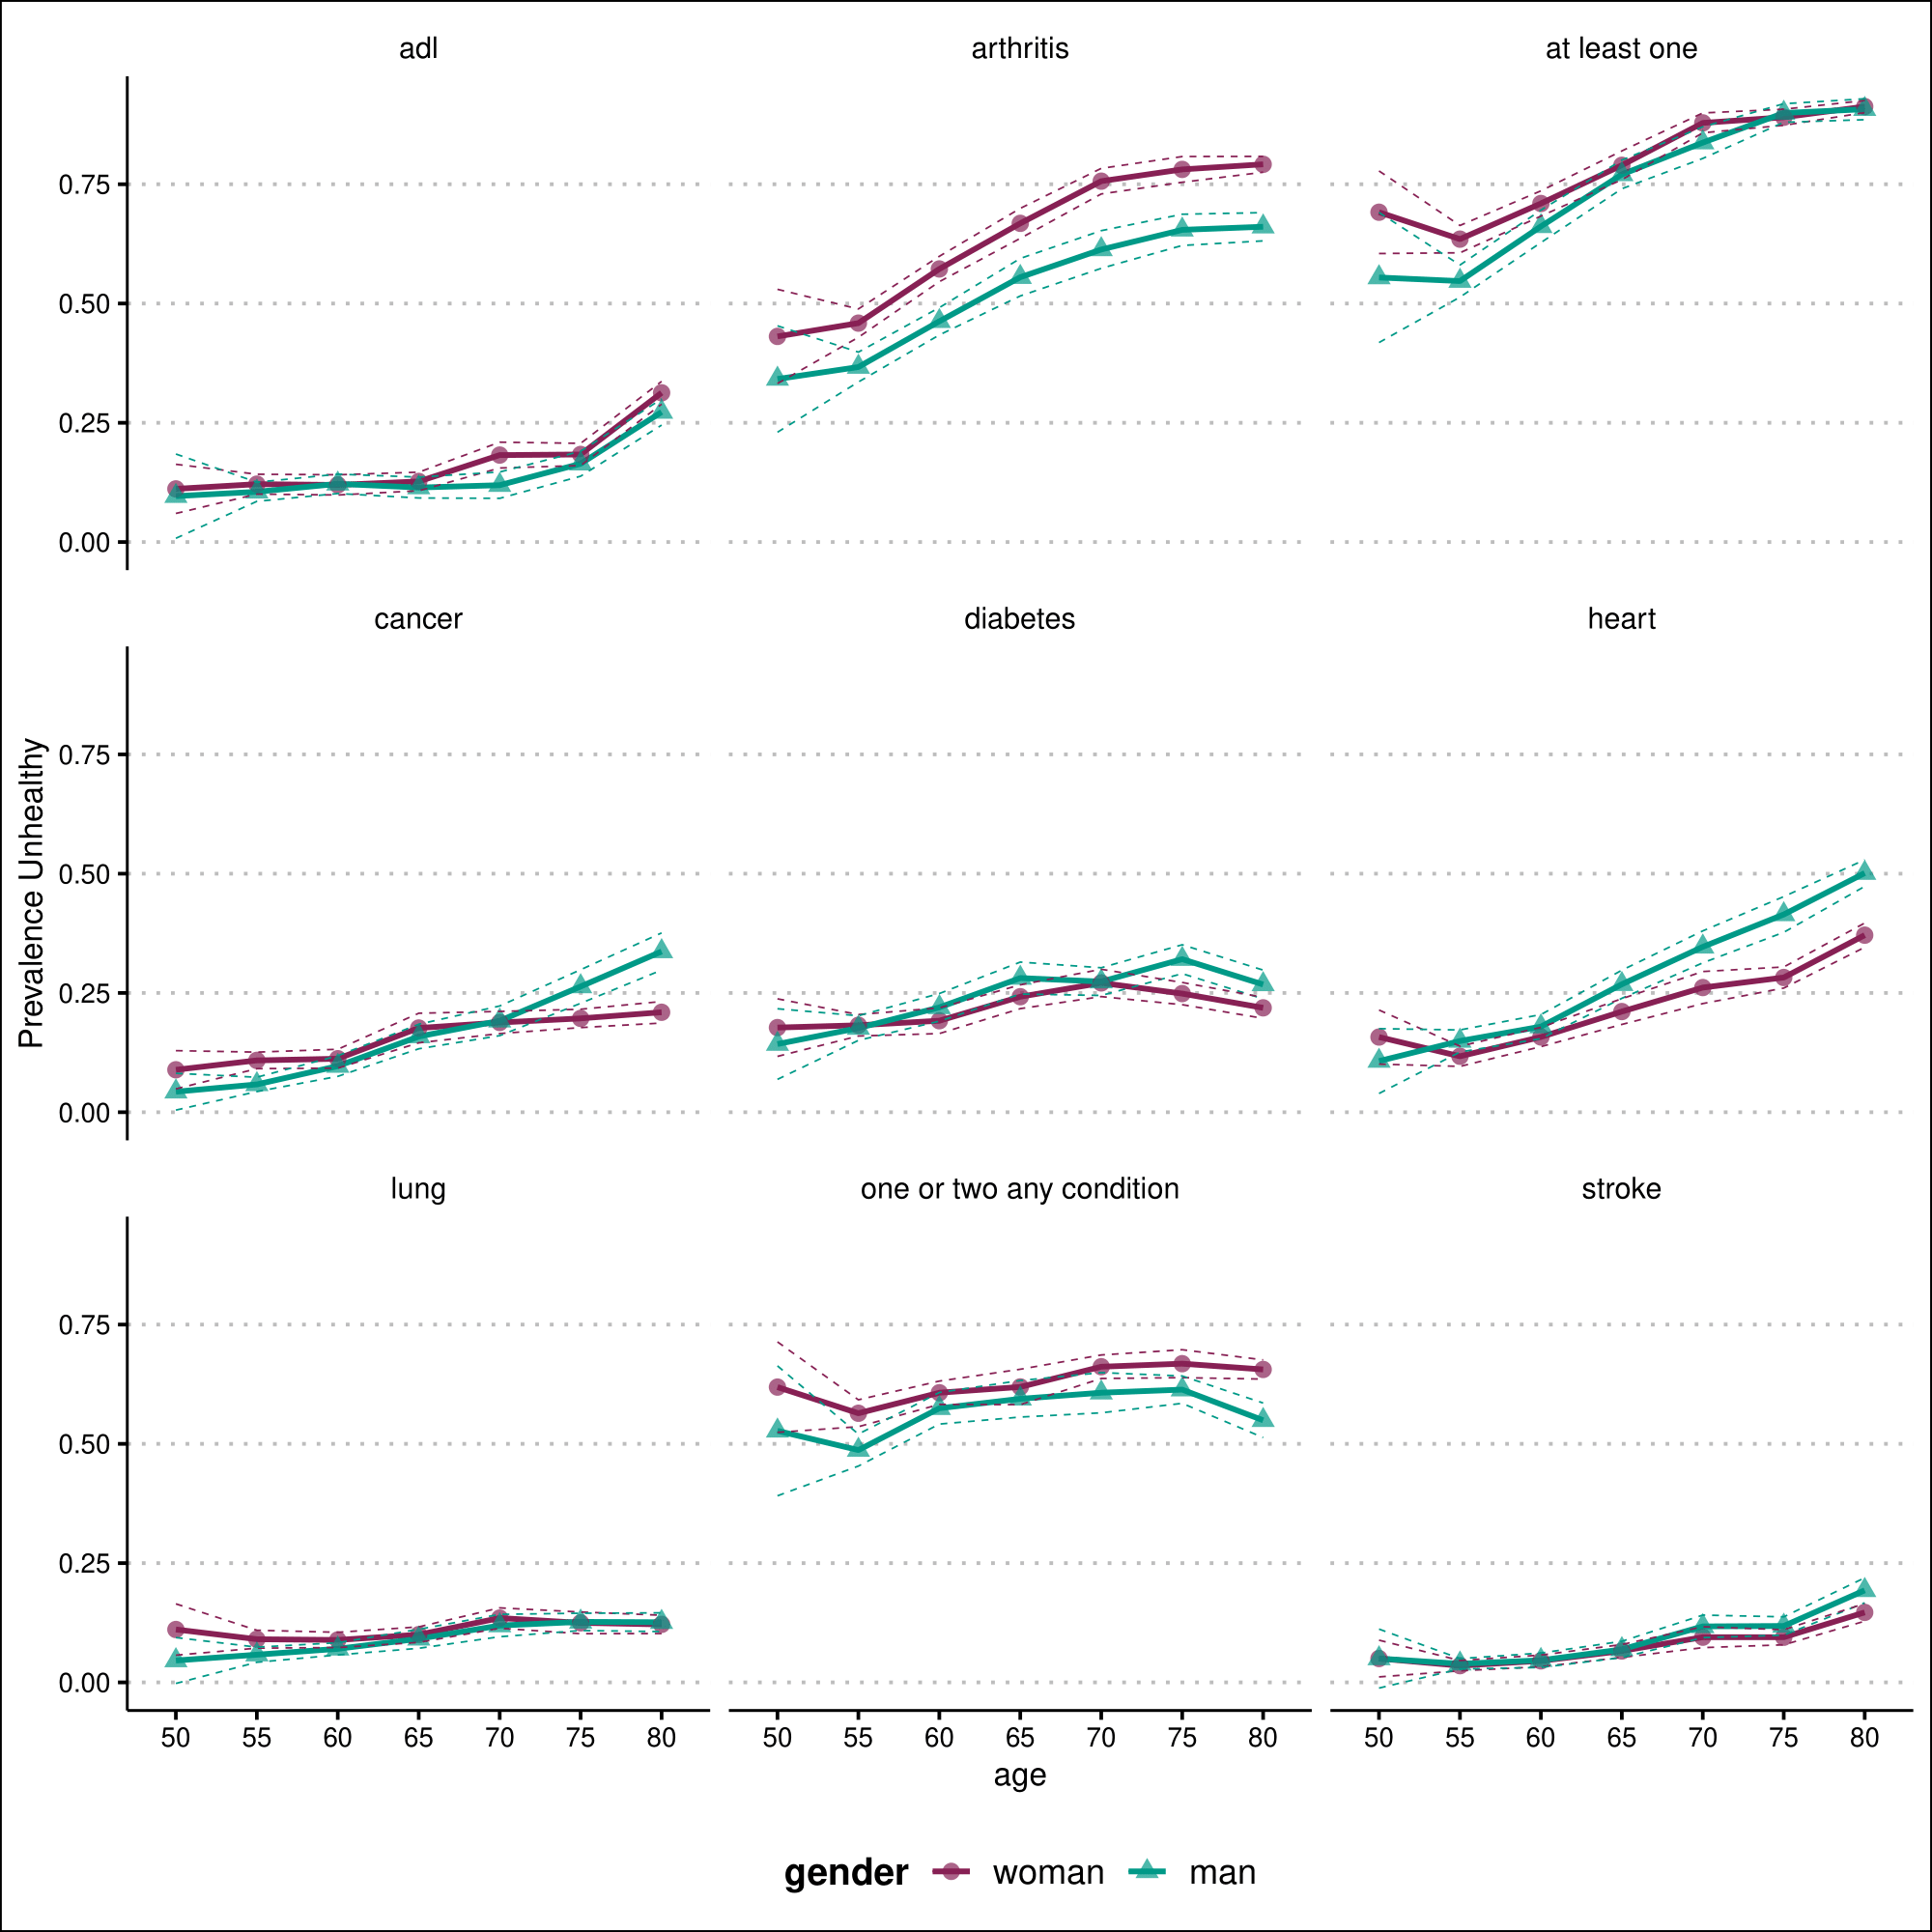 adl arthritis at least one
0.75
0.50
0.25
0.00
cancer diabetes heart
Prevalence Unhealthy
0.75
0.50
0.25
0.00
lung one or two any condition stroke
0.75
0.50
0.25
0.00
50 55 60 65 70 75 80 50 55 60 65 70 75 80 50 55 60 65 70 75 80
age
gender woman man